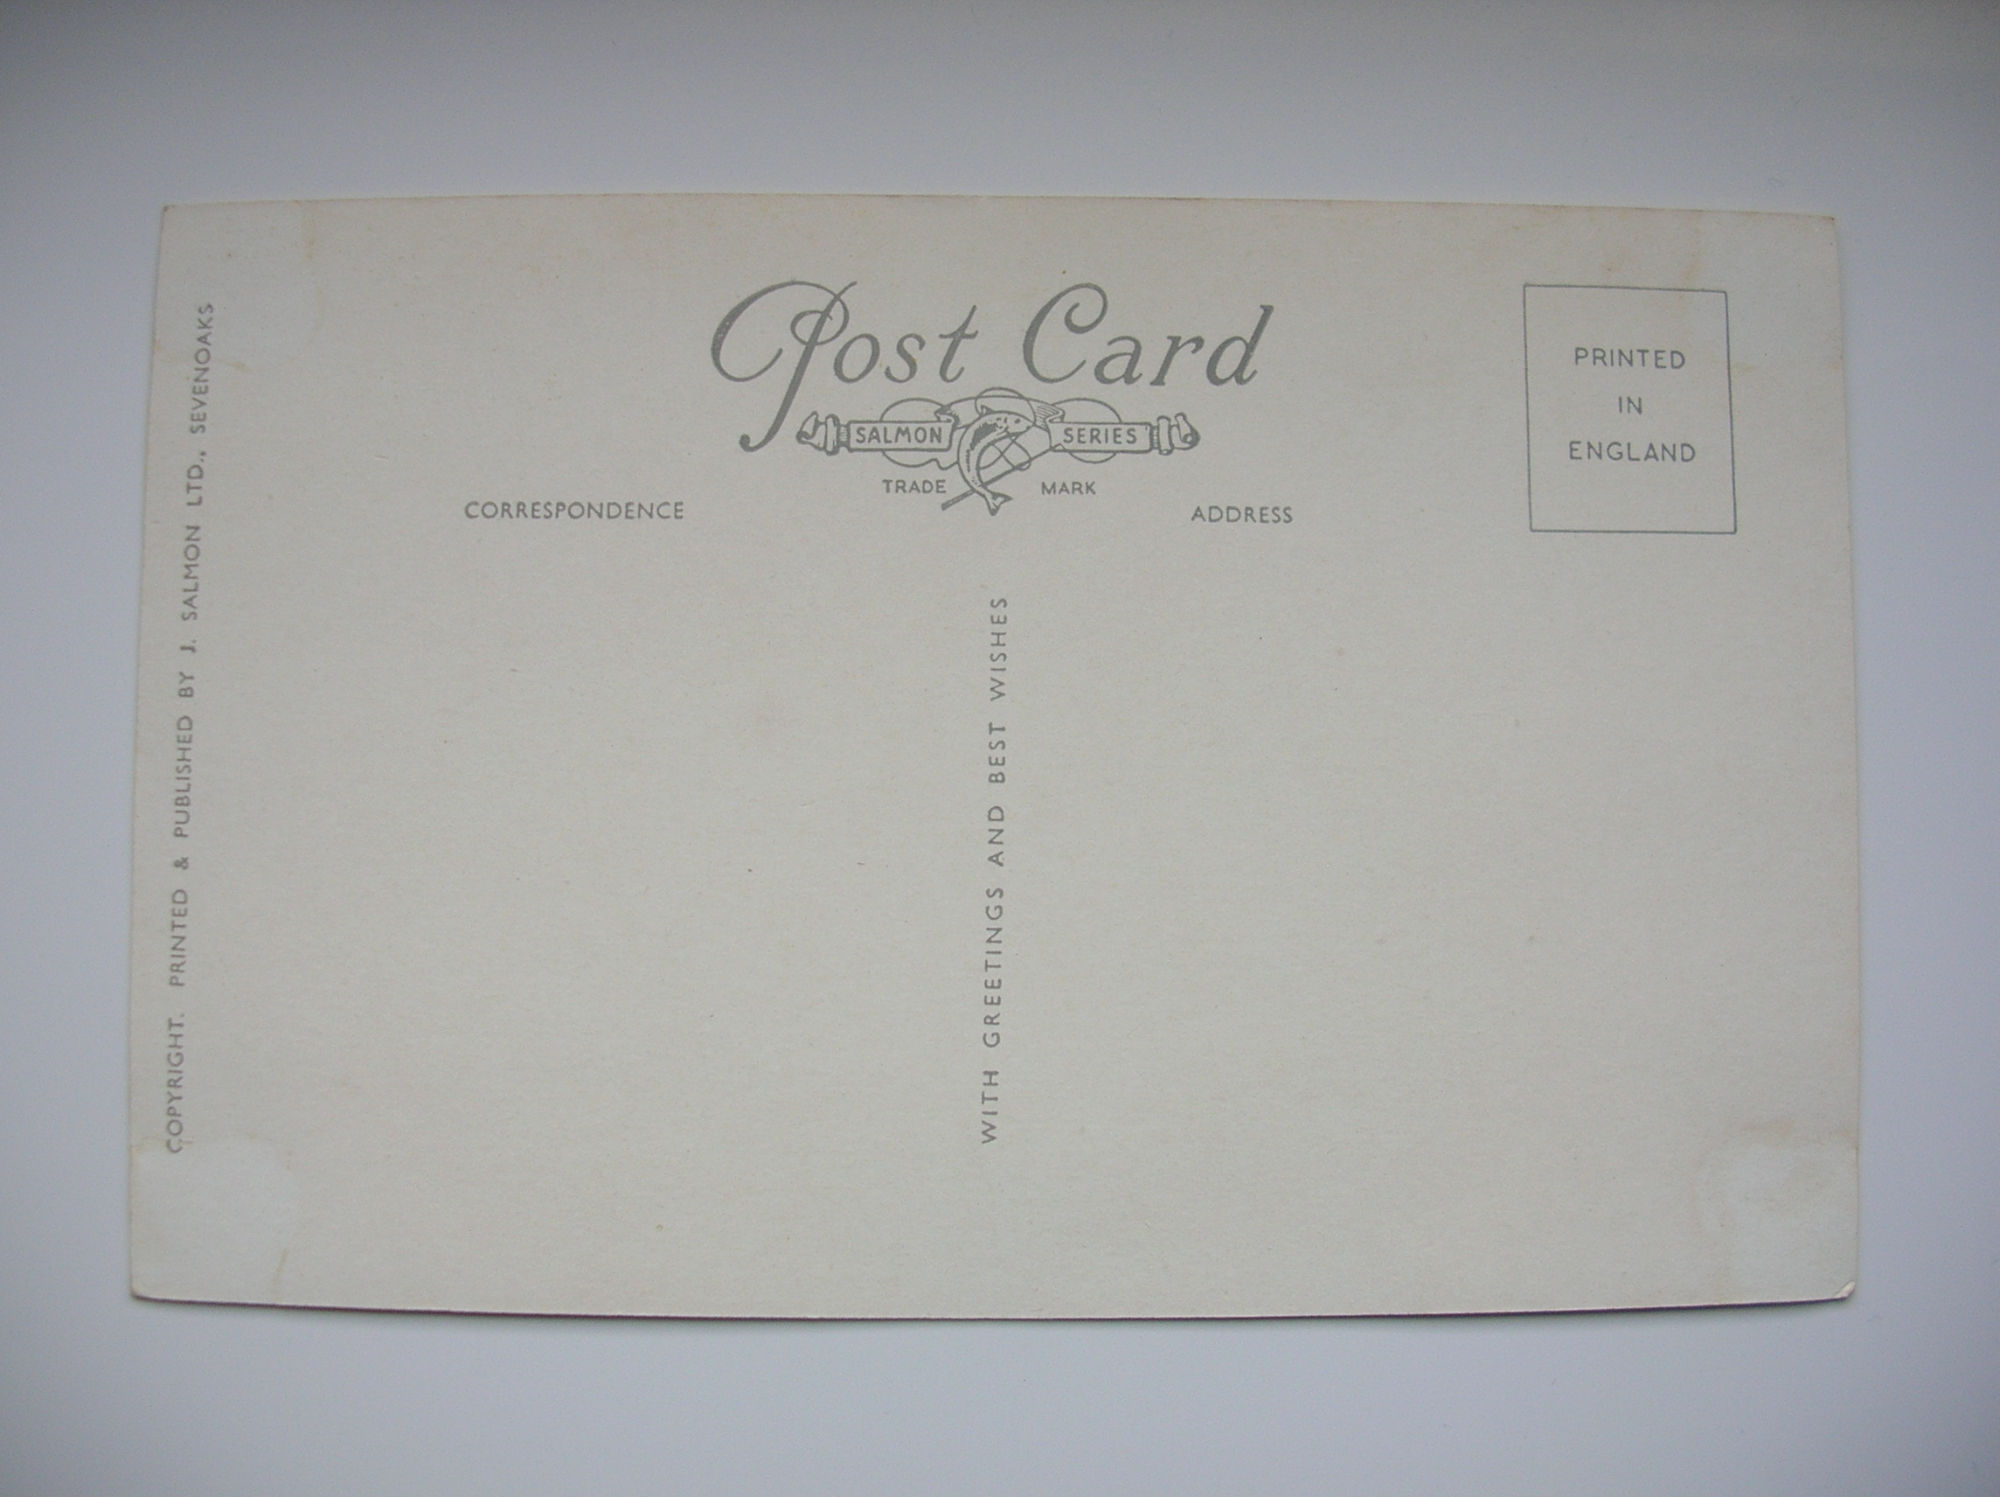 Post Card
SALMON SERIES
TRADE MARK
CORRESPONDENCE
ADDRESS
PRINTED
IN
ENGLAND
COPYRIGHT. PRINTED & PUBLISHED BY J. SALMON LTD., SEVENOAKS
WITH GREETINGS AND BEST WISHES